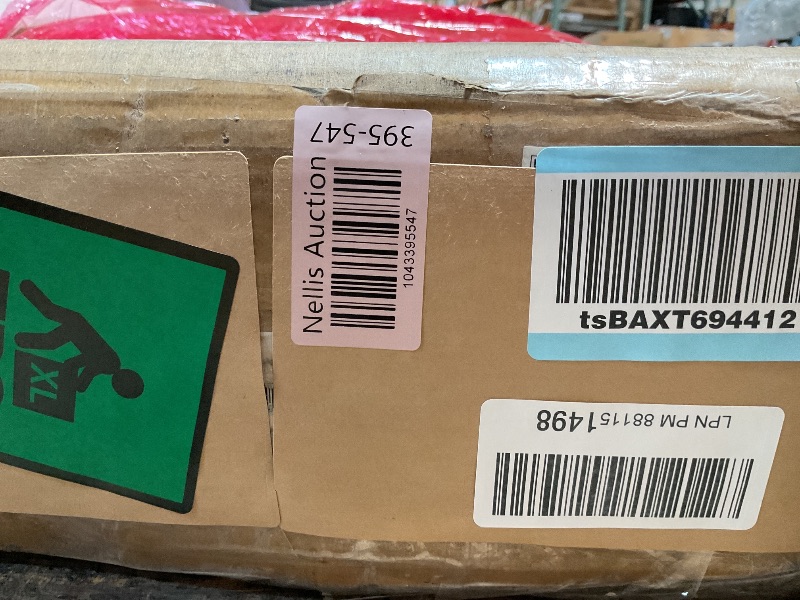 395-547
Nellis Auction
1043395547
tsBAXT694412
LPN PM 881151498
XL